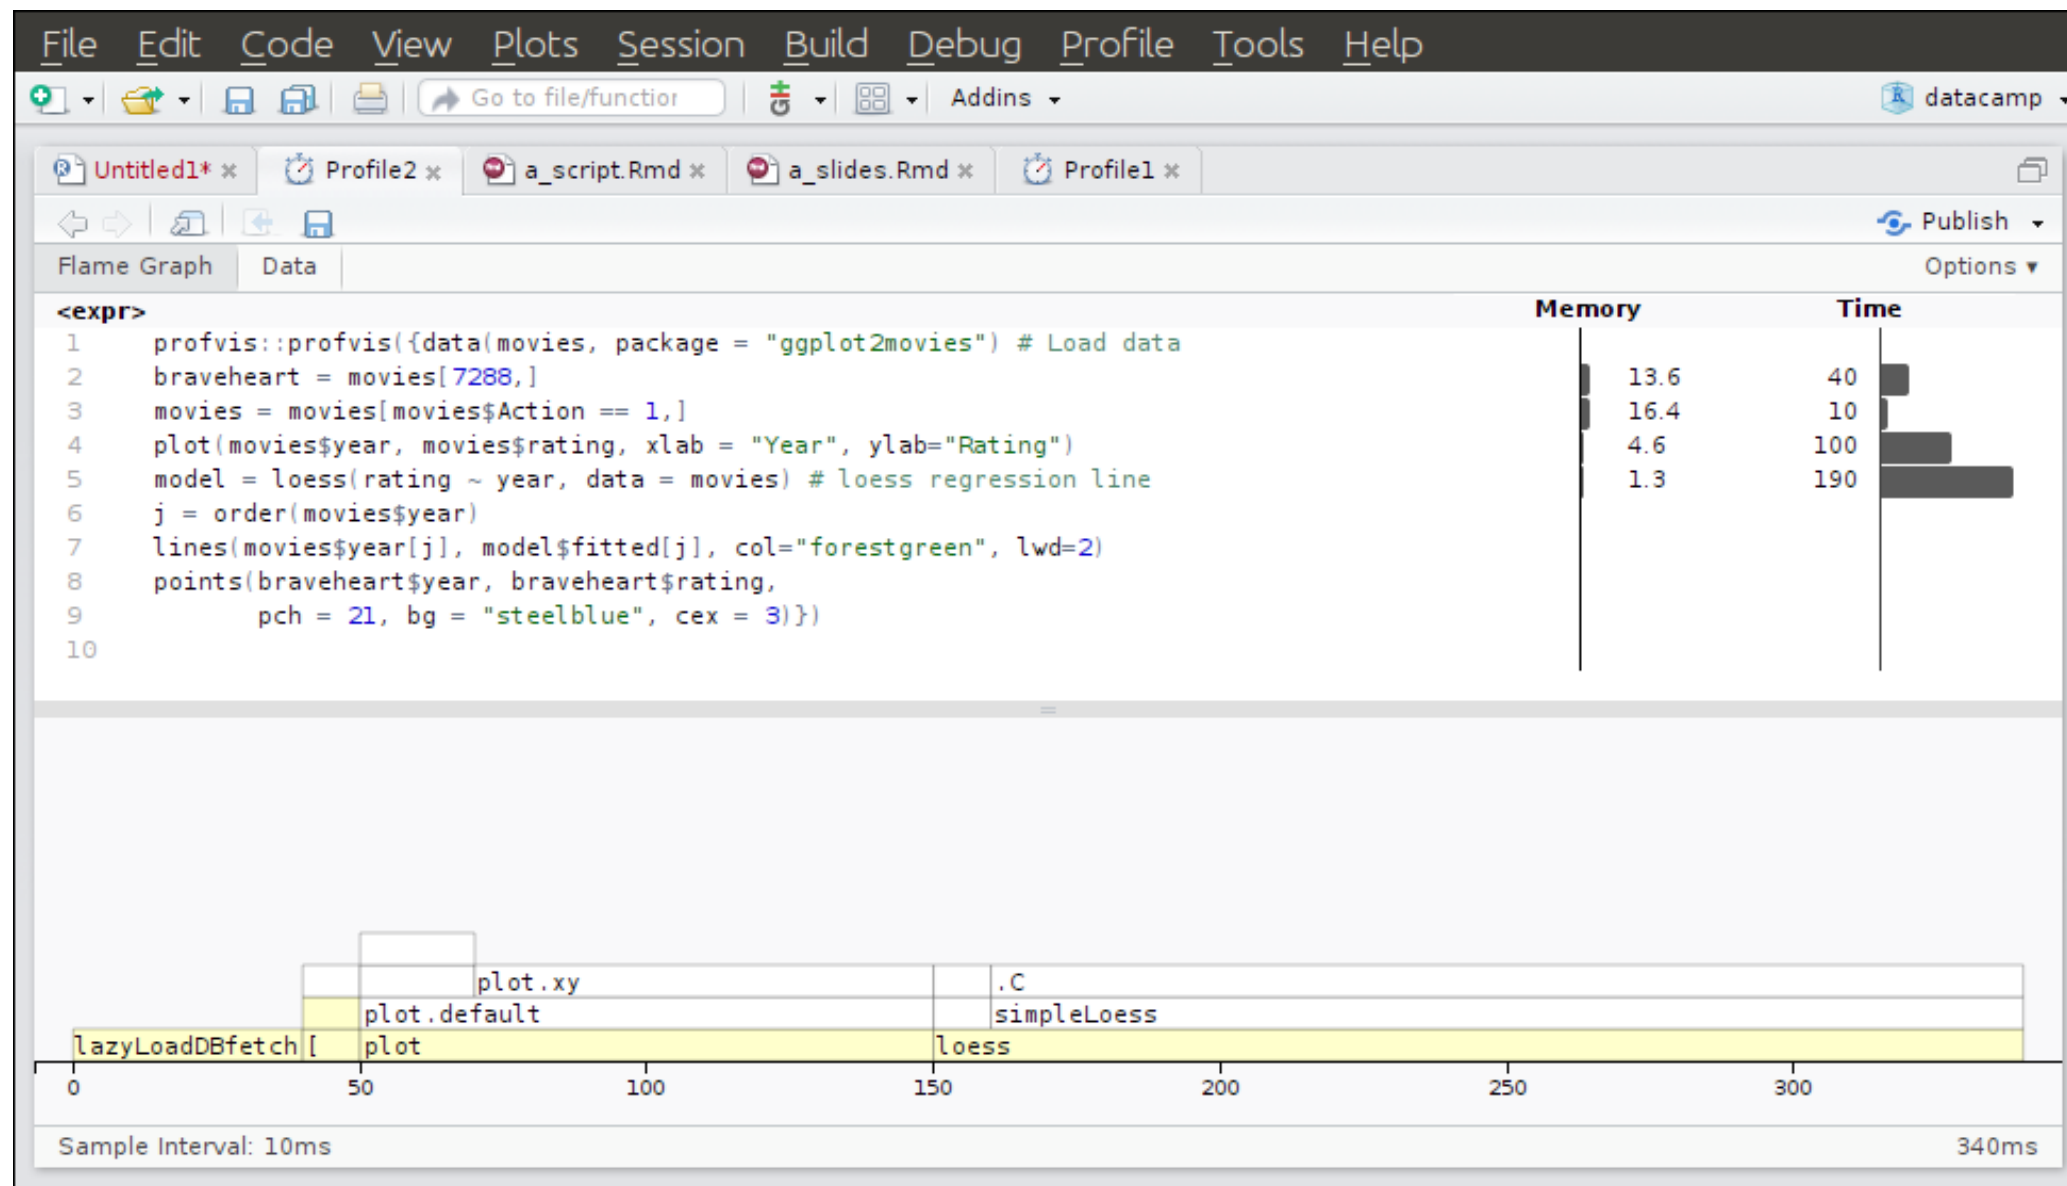 File Edit Code View Plots Session Build Debug Profile Tools Help
Go to file/function Addins datacamp
Untitled1* Profile2 a_script.Rmd a_slides.Rmd Profile1
Publish
Flame Graph Data Options
<expr> Memory Time
1 profvis::profvis({data(movies, package = "ggplot2movies") # Load data
2 braveheart = movies[7288,] 13.6 40
3 movies = movies[movies$Action == 1,] 16.4 10
4 plot(movies$year, movies$rating, xlab = "Year", ylab="Rating") 4.6 100
5 model = loess(rating ~ year, data = movies) # loess regression line 1.3 190
6 j = order(movies$year)
7 lines(movies$year[j], model$fitted[j], col="forestgreen", lwd=2)
8 points(braveheart$year, braveheart$rating,
9 pch = 21, bg = "steelblue", cex = 3)})
10
plot.xy .C
plot.default simpleLoess
lazyLoadDBfetch [ plot loess
0 50 100 150 200 250 300
Sample Interval: 10ms 340ms